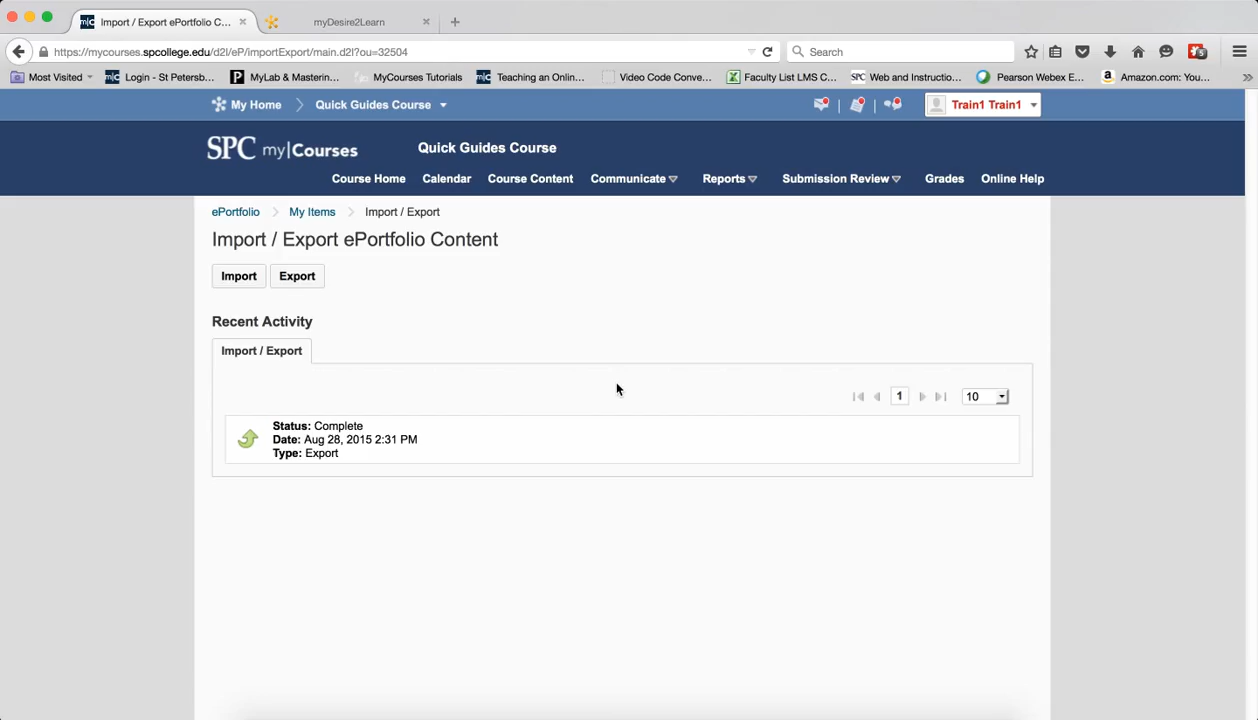 Import / Export ePortfolio C...
myDesire2Learn
https://mycourses.spcollege.edu/d2l/eP/importExport/main.d2l?ou=32504
Search
Most Visited
Login - St Petersb...
MyLab & Masterin...
MyCourses Tutorials
Teaching an Onlin...
Video Code Conve...
Faculty List LMS C...
SPC Web and Instructio...
Pearson Webex E...
Amazon.com: You...
My Home
Quick Guides Course
Train1 Train1
SPC my|Courses
Quick Guides Course
Course Home
Calendar
Course Content
Communicate
Reports
Submission Review
Grades
Online Help
ePortfolio
My Items
Import / Export
Import / Export ePortfolio Content
Import
Export
Recent Activity
Import / Export
1
10
Status: Complete
Date: Aug 28, 2015 2:31 PM
Type: Export